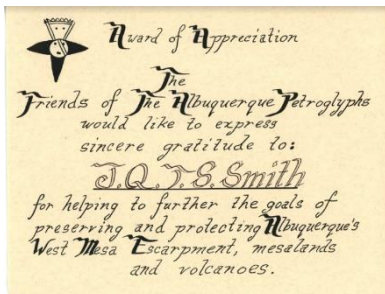 Award of Appreciation
The
Friends of The Albuquerque Petroglyphs
would like to express
sincere gratitude to:
J.Q.T.S. Smith
for helping to further the goals of
preserving and protecting Albuquerque's
West Mesa Escarpment, mesalands
and volcanoes.